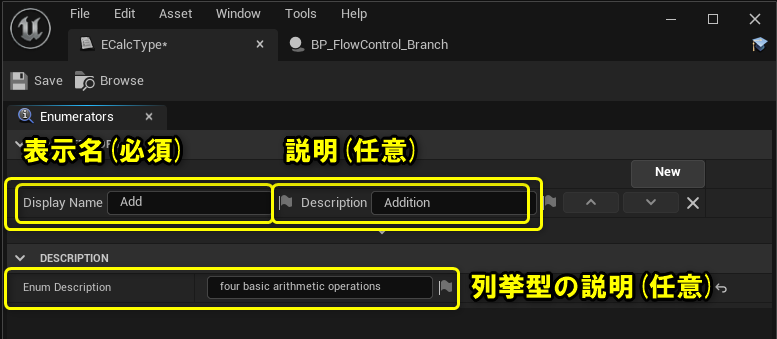 File Edit Asset Window Tools Help
ECalcType* BP_FlowControl_Branch
Save Browse
Enumerators
表示名(必須) 説明(任意)
New
Display Name Add Description Addition
DESCRIPTION
Enum Description four basic arithmetic operations 列挙型の説明(任意)